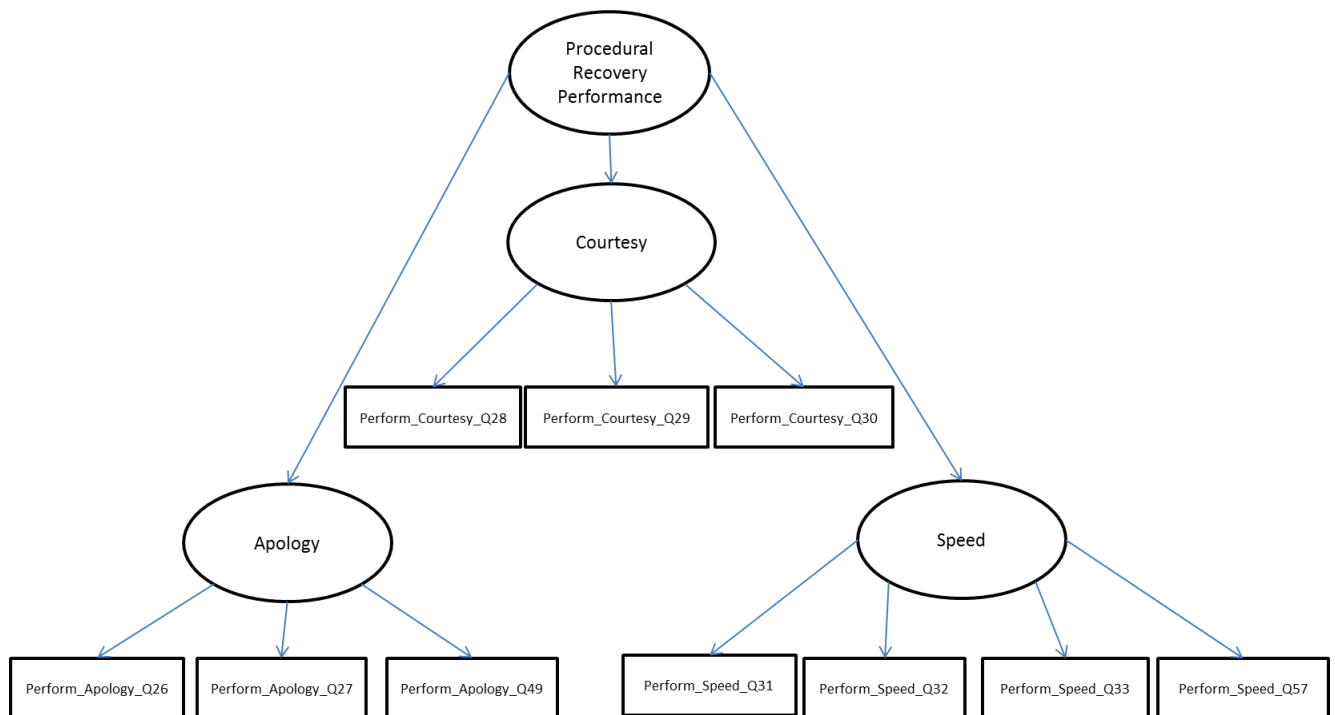 Procedural
Recovery
Performance
Courtesy
Perform_Courtesy_Q28
Perform_Courtesy_Q29
Perform_Courtesy_Q30
Apology
Speed
Perform_Apology_Q26
Perform_Apology_Q27
Perform_Apology_Q49
Perform_Speed_Q31
Perform_Speed_Q32
Perform_Speed_Q33
Perform_Speed_Q57